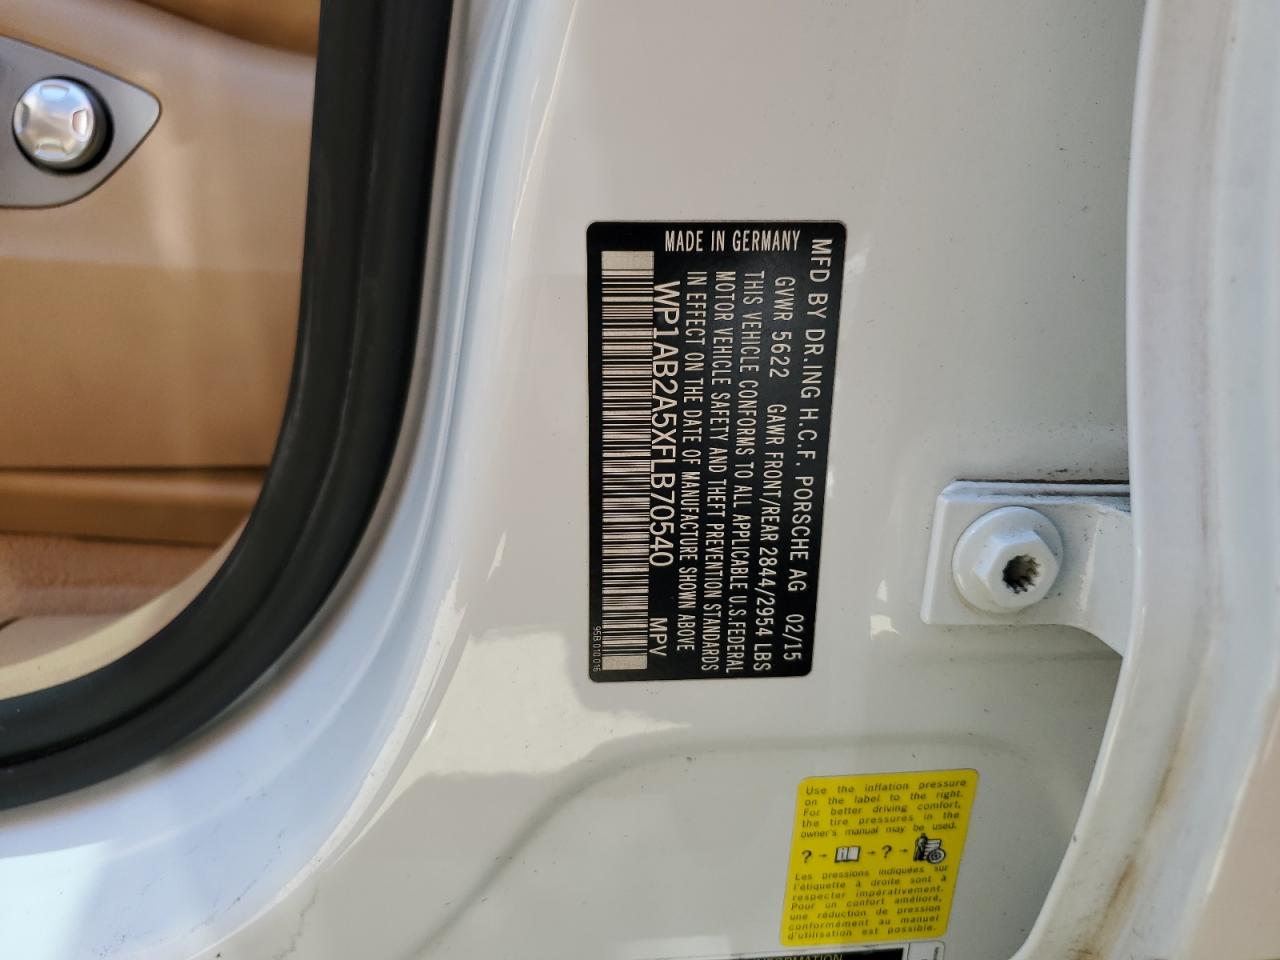 MFD BY DR.ING H.C.F. PORSCHE AG 02/15
GVWR 5622 GAWR FRONT/REAR 2844/2954 LBS
THIS VEHICLE CONFORMS TO ALL APPLICABLE U.S.FEDERAL
MOTOR VEHICLE SAFETY AND THEFT PREVENTION STANDARDS
IN EFFECT ON THE DATE OF MANUFACTURE SHOWN ABOVE
WP1AB2A5XFLB70540 MPV
MADE IN GERMANY
95B 010 016
Use the inflation pressure
on the label to the right.
For better driving comfort,
the tire pressures in the
owner's manual may be used.
? - i - ? -
Les pressions indiquées sur
l'étiquette à droite sont à
respecter impérativement.
Pour un confort amélioré,
une réduction de pression
conformément au manuel
d'utilisation est possible.